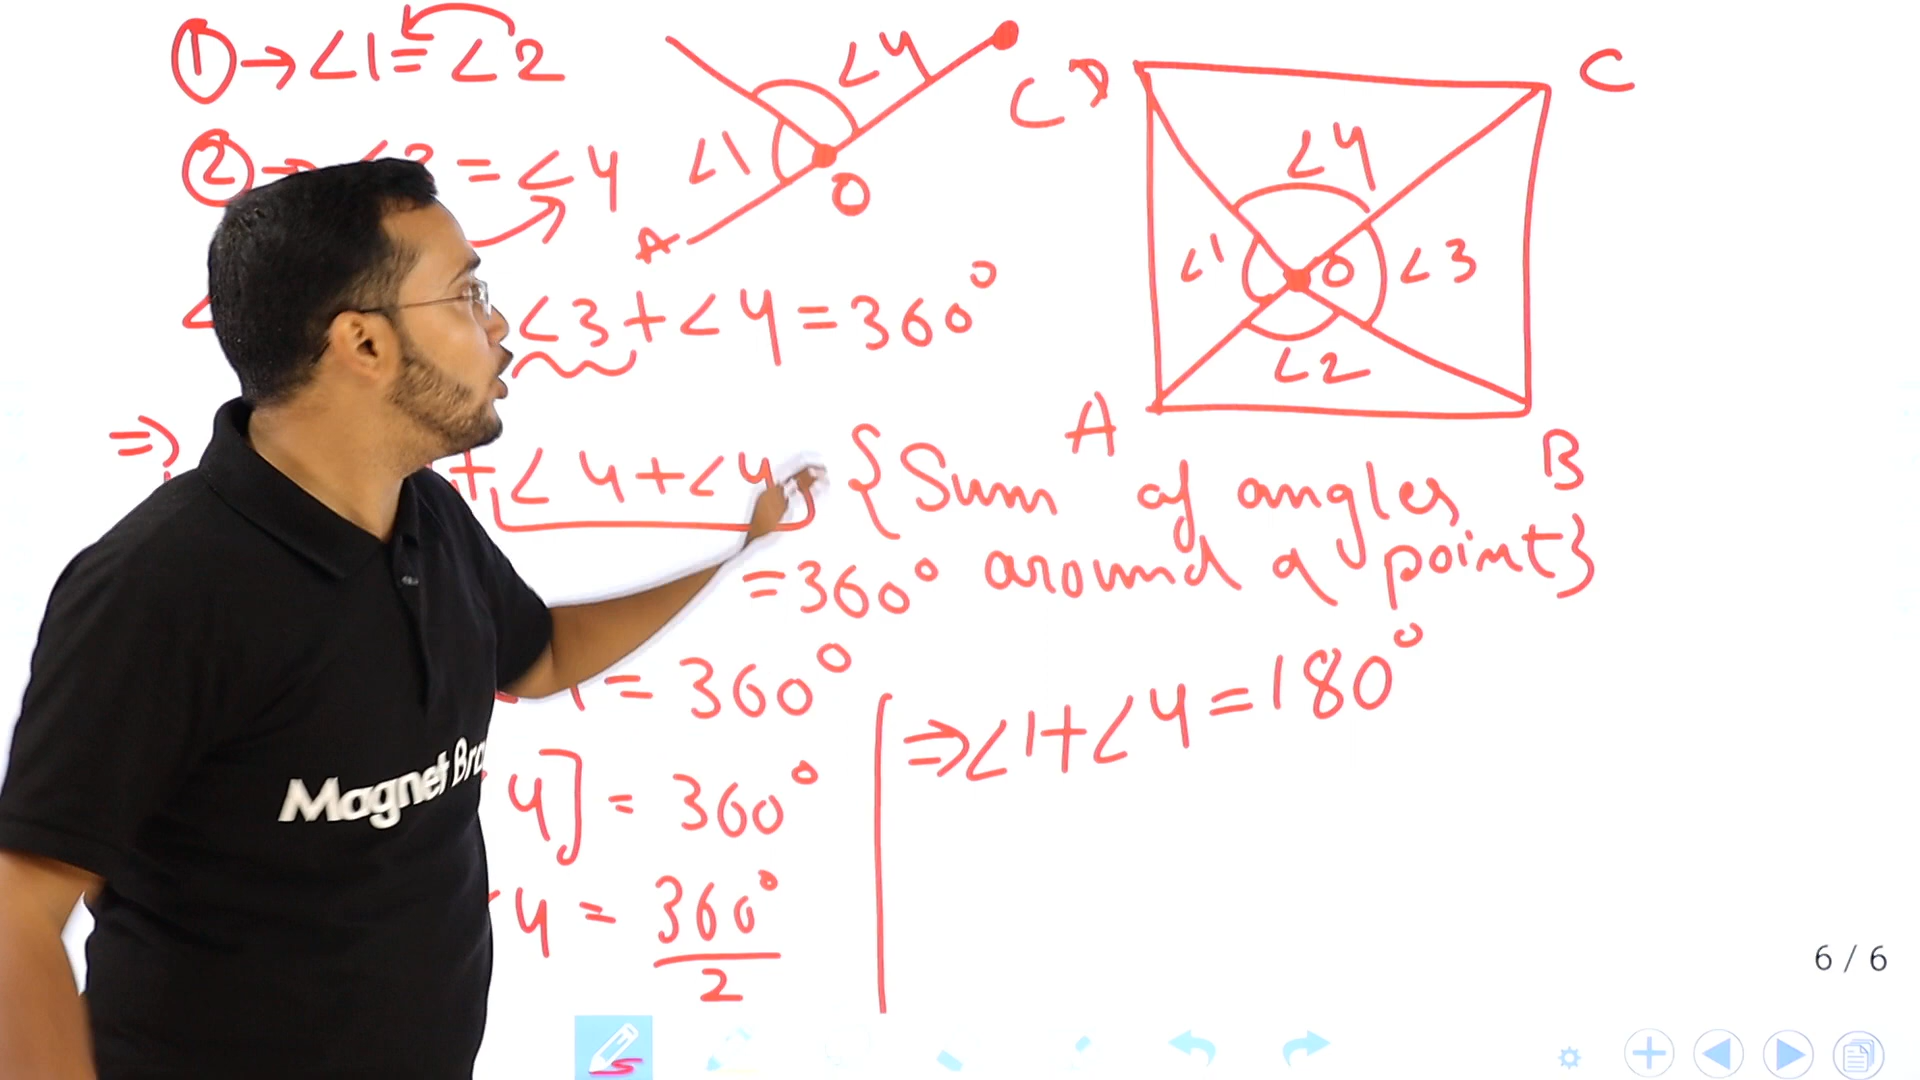 ① → ∠1 = ∠2
② → ∠3 = ∠4
∠4
∠1
O
A
C
D
C
∠4
∠1
O
∠3
∠2
A
B
∠3 + ∠4 = 360°
⇒ + ∠4 + ∠4
= 360°
{Sum of angles
around a point}
= 360°
4] = 360°
4 = 360°/2
⇒ ∠1 + ∠4 = 180°
Magnet Bra
6 / 6